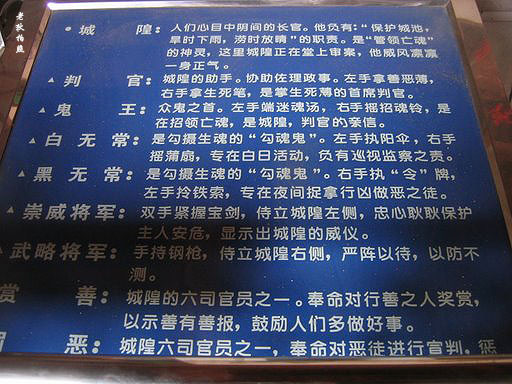 老狄拍照
• 城隍：人们心目中阴间的长官。他负有：“保护城池，
旱时下雨，涝时放晴”的职责。是“管领亡魂”
的神灵，这里城隍正在堂上审案，他威风凛凛
一身正气。
▲ 判官：城隍的助手。协助佐理政事。左手拿善恶薄，
右手拿生死笔，是掌生死薄的首席判官。
▲ 鬼王：众鬼之首。左手端迷魂汤，右手摇招魂铃，是
在招领亡魂，是城隍，判官的亲信。
▲ 白无常：是勾摄生魂的“勾魂鬼”。左手执阳伞，右手
摇蒲扇，专在白日活动，负有巡视监察之责。
▲ 黑无常：是勾摄生魂的“勾魂鬼”。右手执“令”牌，
左手拎铁索，专在夜间捉拿行凶做恶之徒。
▲ 崇威将军：双手紧握宝剑，侍立城隍左侧，忠心耿耿保护
主人安危，显示出城隍的威仪。
▲ 武略将军：手持钢枪，侍立城隍右侧，严阵以待，以防不
测。
赏善：城隍的六司官员之一。奉命对行善之人奖赏，
以示善有善报，鼓励人们多做好事。
恶：城隍六司官员之一，奉命对恶徒进行宣判，惩